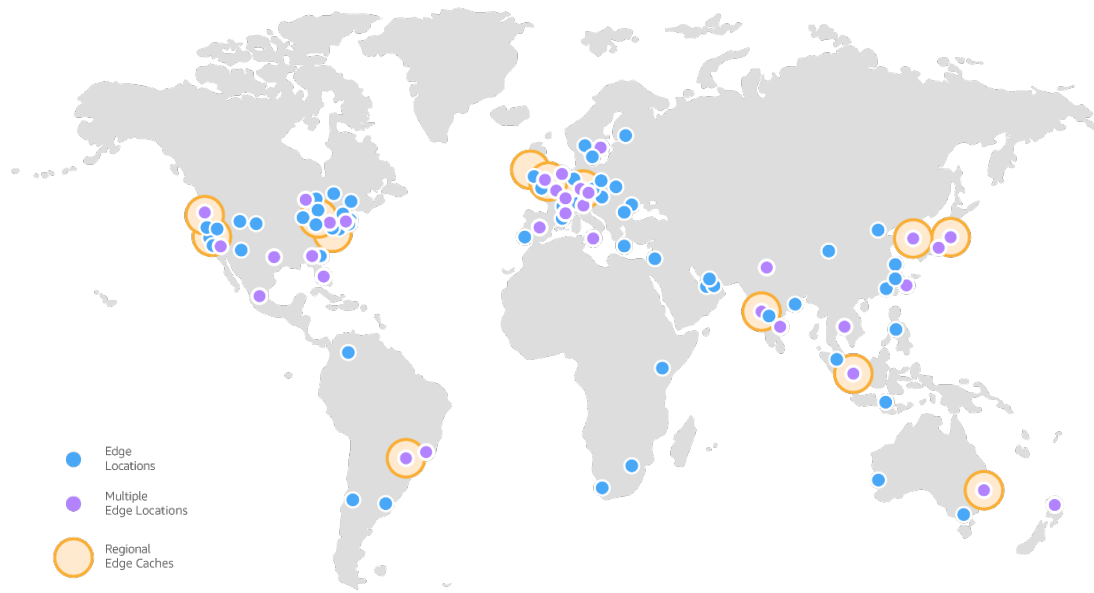 Edge
Locations
Multiple
Edge Locations
Regional
Edge Caches